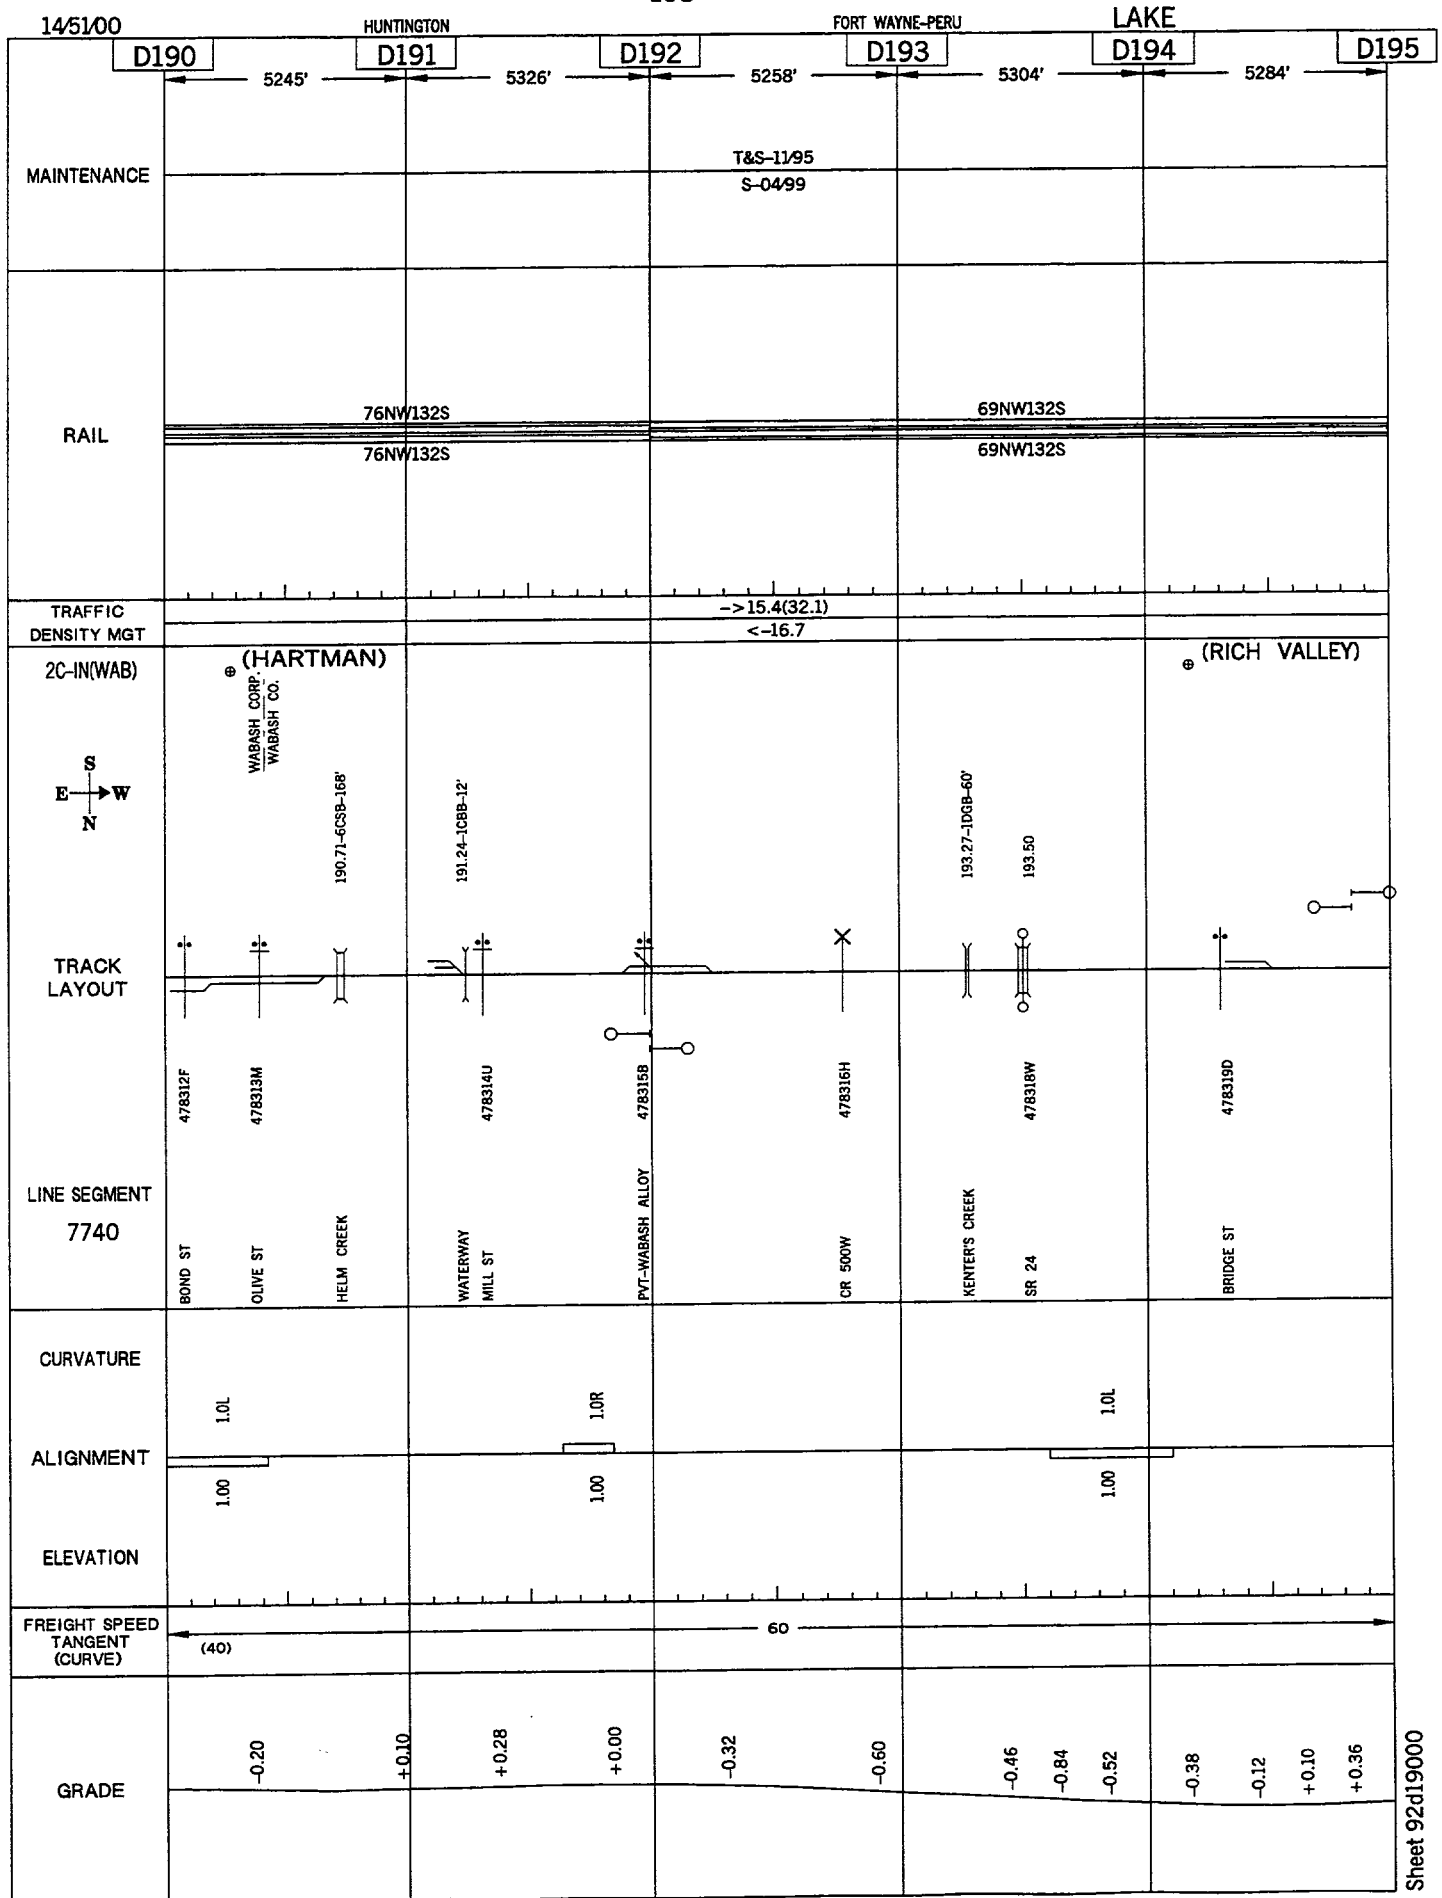 14/51/00
HUNTINGTON
FORT WAYNE-PERU
LAKE
D190
D191
D192
D193
D194
D195
5245'
5326'
5258'
5304'
5284'
MAINTENANCE
T&S-11/95
S-04/99
RAIL
76NW132S
69NW132S
76NW132S
69NW132S
TRAFFIC
DENSITY MGT
->15.4(32.1)
<-16.7
2C-IN(WAB)
(HARTMAN)
(RICH VALLEY)
WABASH CORP.
WABASH CO.
S
E W
N
190.71-6CSB-168'
191.24-1CBB-12'
193.27-1DGB-60'
193.50
TRACK
LAYOUT
478312F
478313M
478314U
478315B
478316H
478318W
478319D
LINE SEGMENT
7740
BOND ST
OLIVE ST
HELM CREEK
WATERWAY
MILL ST
PVT-WABASH ALLOY
CR 500W
KENTER'S CREEK
SR 24
BRIDGE ST
CURVATURE
1.0L
1.0R
1.0L
ALIGNMENT
1.00
1.00
1.00
ELEVATION
FREIGHT SPEED
TANGENT
(CURVE)
(40)
60
GRADE
-0.20
+0.10
+0.28
+0.00
-0.32
-0.60
-0.46
-0.84
-0.52
-0.38
-0.12
+0.10
+0.36
Sheet 92d19000